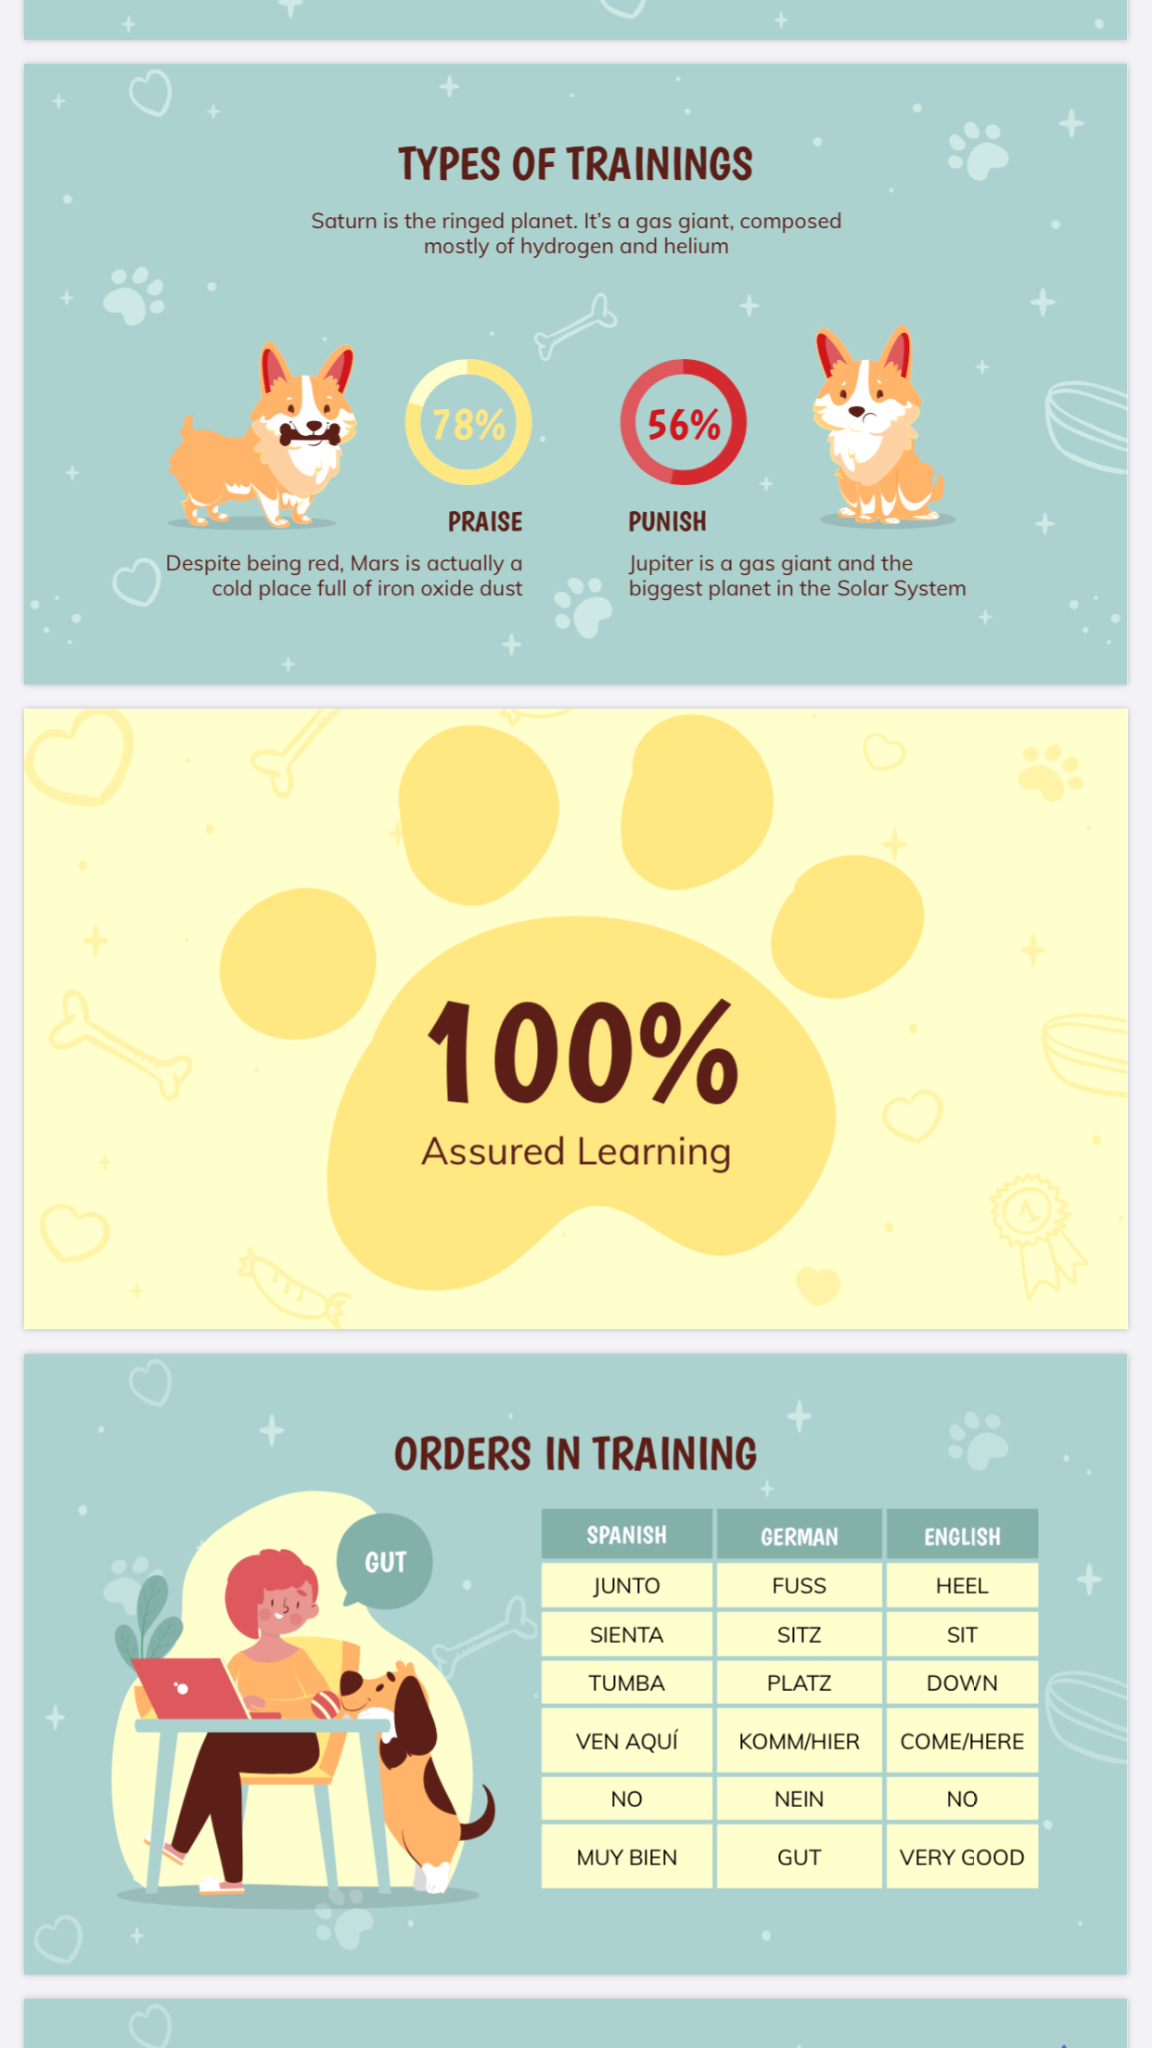 TYPES OF TRAININGS
Saturn is the ringed planet. It's a gas giant, composed
mostly of hydrogen and helium
78%
56%
PRAISE
PUNISH
Despite being red, Mars is actually a
cold place full of iron oxide dust
Jupiter is a gas giant and the
biggest planet in the Solar System
100%
Assured Learning
1
ORDERS IN TRAINING
GUT
SPANISH GERMAN ENGLISH
JUNTO FUSS HEEL
SIENTA SITZ SIT
TUMBA PLATZ DOWN
VEN AQUÍ KOMM/HIER COME/HERE
NO NEIN NO
MUY BIEN GUT VERY GOOD